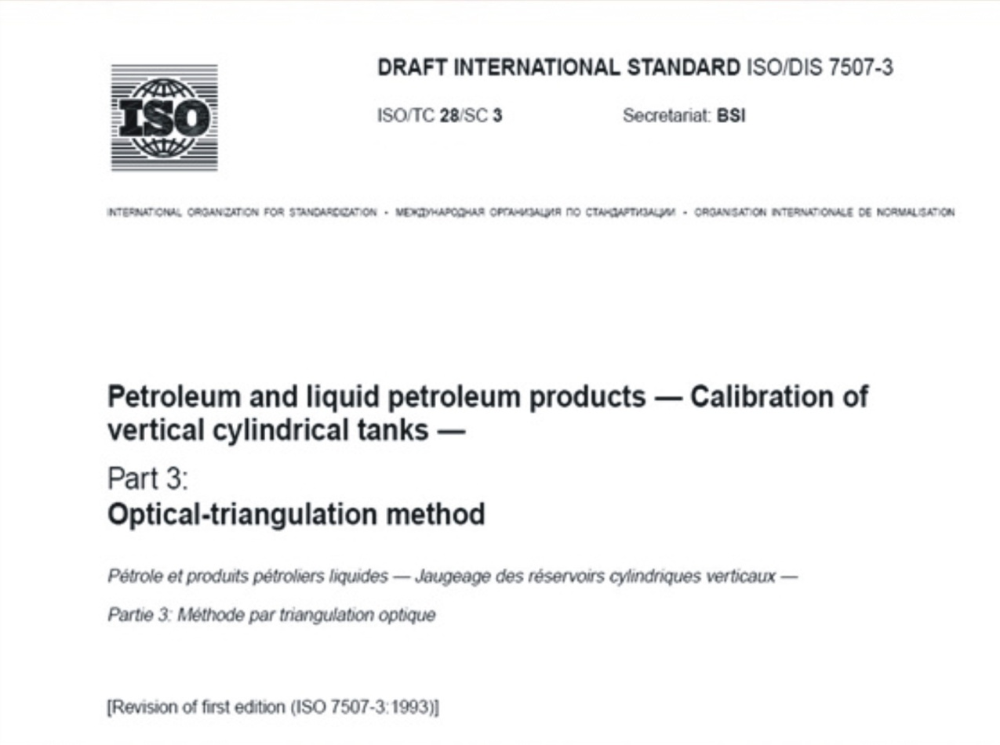 ISO
DRAFT INTERNATIONAL STANDARD ISO/DIS 7507-3
ISO/TC 28/SC 3 Secretariat: BSI
INTERNATIONAL ORGANIZATION FOR STANDARDIZATION • МЕЖДУНАРОДНАЯ ОРГАНИЗАЦИЯ ПО СТАНДАРТИЗАЦИИ • ORGANISATION INTERNATIONALE DE NORMALISATION
Petroleum and liquid petroleum products — Calibration of
vertical cylindrical tanks —
Part 3:
Optical-triangulation method
Pétrole et produits pétroliers liquides — Jaugeage des réservoirs cylindriques verticaux —
Partie 3: Méthode par triangulation optique
[Revision of first edition (ISO 7507-3:1993)]